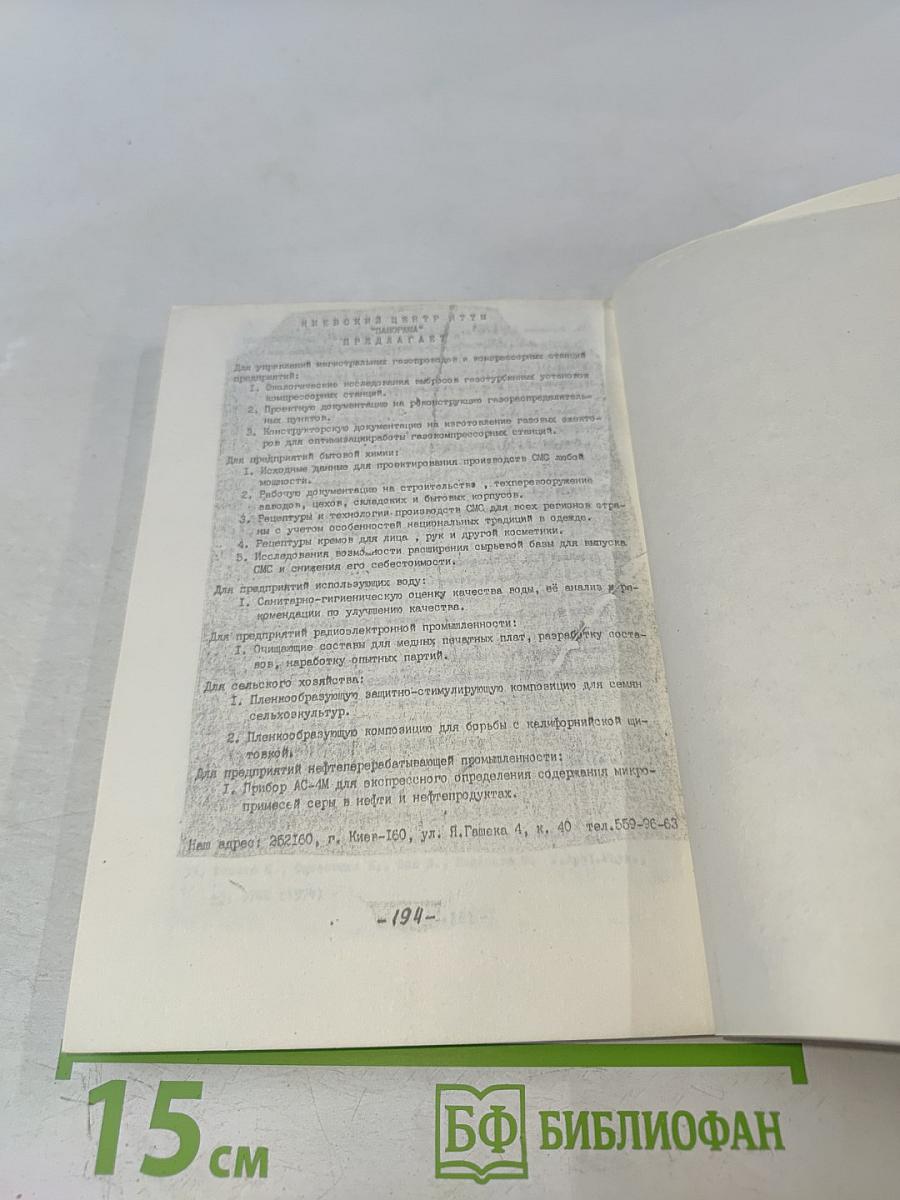 КИЕВСКИЙ ЦЕНТР НТТМ
"ПАНОРАМА"
ПРЕДЛАГАЕТ
Для управлений магистральных газопроводов и компрессорных станций
предприятий:
1. Экологические исследования выбросов газотурбинных установок
компрессорных станций.
2. Проектную документацию на реконструкцию газораспределитель-
ных пунктов.
3. Конструкторскую документацию на изготовление газовых эжекто-
ров для оптимизацииработы газокомпрессорных станций.
Для предприятий бытовой химии:
1. Исходные данные для проектирования производств СМС любой
мощности.
2. Рабочую документацию на строительства , техперевооружение
заводов, цехов, складских и бытовых корпусов.
3. Рецептуры и технологии производств СМС для всех регионов стра-
ны с учетом особенностей национальных традиций в одежде.
4. Рецептуры кремов для лица , рук и другой косметики.
5. Исследования возможности расширения сырьевой базы для выпуска
СМС и снижения его себестоимости.
Для предприятий использующих воду:
1. Санитарно-гигиеническую оценку качества воды, её анализ и ре-
комендации по улучшению качества.
Для предприятий радиоэлектронной промышленности:
1. Очищающие составы для медных печатных плат, разработку соста-
вов, наработку опытных партий.
Для сельского хозяйства:
1. Пленкообразующую защитно-стимулирующую композицию для семян
сельхозкультур.
2. Пленкообразующую композицию для борьбы с калифорнийской щи-
товкой.
Для предприятий нефтеперерабатывающей промышленности:
1. Прибор АС-4М для экспрессного определения содержания микро-
примесей серы в нефти и нефтепродуктах.
Наш адрес: 252160, г. Киев-160, ул. Я.Гашека 4, к. 40 тел.559-96-63
-194-
15 см
БФ БИБЛИОФАН